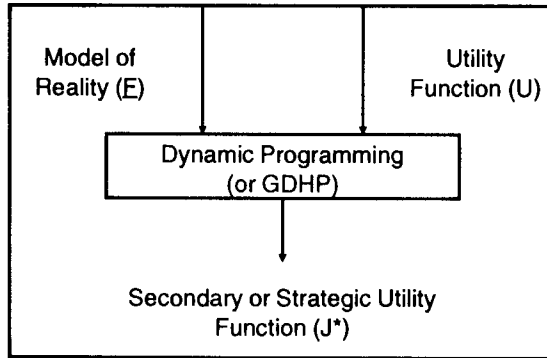 Model of
Reality (F)
Utility
Function (U)
Dynamic Programming
(or GDHP)
Secondary or Strategic Utility
Function (J*)